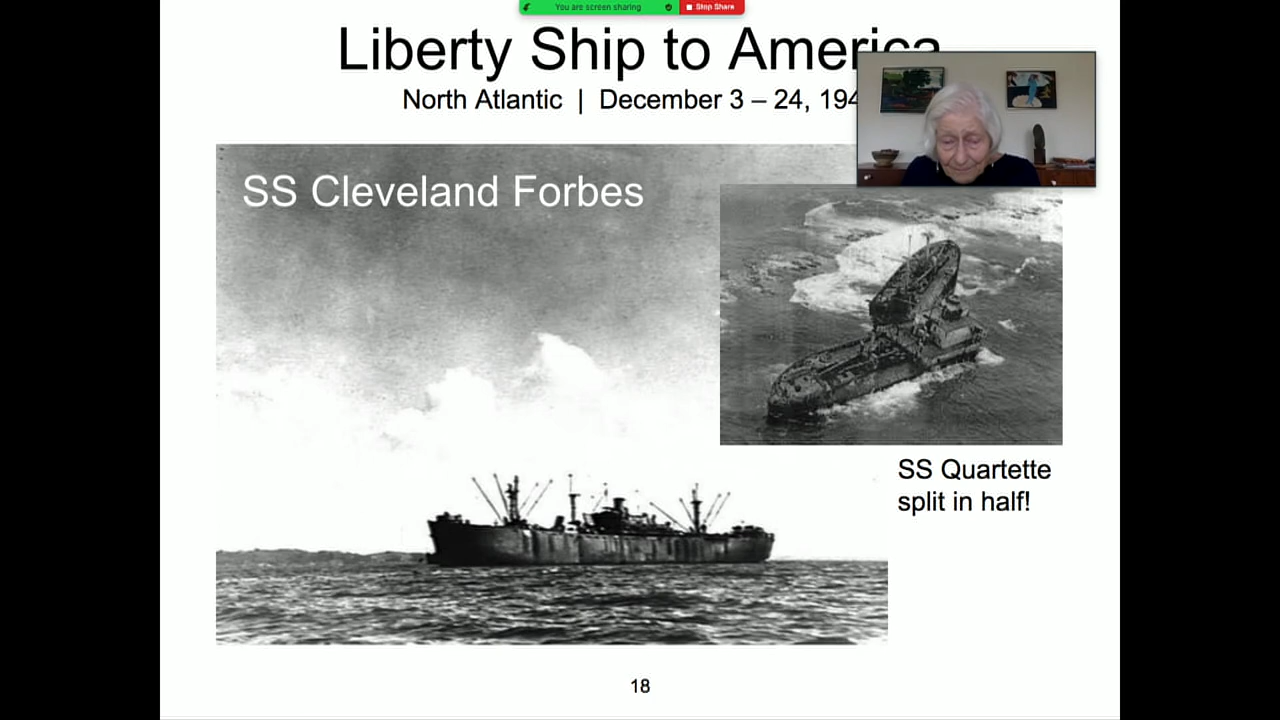 You are screen sharing
Stop Share
Liberty Ship to America
North Atlantic | December 3 – 24, 194
SS Cleveland Forbes
SS Quartette
split in half!
18